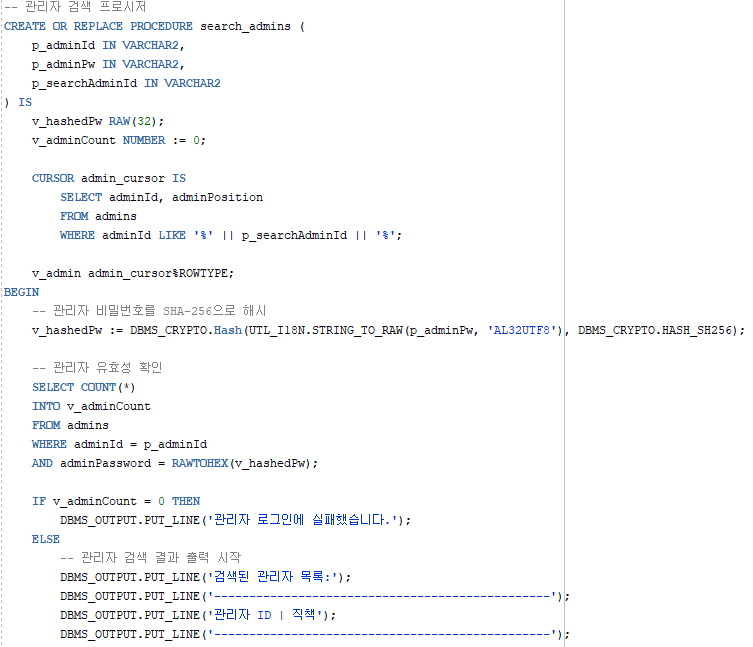 -- 관리자 검색 프로시저
CREATE OR REPLACE PROCEDURE search_admins (
    p_adminId IN VARCHAR2,
    p_adminPw IN VARCHAR2,
    p_searchAdminId IN VARCHAR2
) IS
    v_hashedPw RAW(32);
    v_adminCount NUMBER := 0;

    CURSOR admin_cursor IS
        SELECT adminId, adminPosition
        FROM admins
        WHERE adminId LIKE '%' || p_searchAdminId || '%';

    v_admin admin_cursor%ROWTYPE;
BEGIN
    -- 관리자 비밀번호를 SHA-256으로 해시
    v_hashedPw := DBMS_CRYPTO.Hash(UTL_I18N.STRING_TO_RAW(p_adminPw, 'AL32UTF8'), DBMS_CRYPTO.HASH_SH256);

    -- 관리자 유효성 확인
    SELECT COUNT(*)
    INTO v_adminCount
    FROM admins
    WHERE adminId = p_adminId
    AND adminPassword = RAWTOHEX(v_hashedPw);

    IF v_adminCount = 0 THEN
        DBMS_OUTPUT.PUT_LINE('관리자 로그인에 실패했습니다.');
    ELSE
        -- 관리자 검색 결과 출력 시작
        DBMS_OUTPUT.PUT_LINE('검색된 관리자 목록:');
        DBMS_OUTPUT.PUT_LINE('------------------------------------------------');
        DBMS_OUTPUT.PUT_LINE('관리자 ID | 직책');
        DBMS_OUTPUT.PUT_LINE('------------------------------------------------');